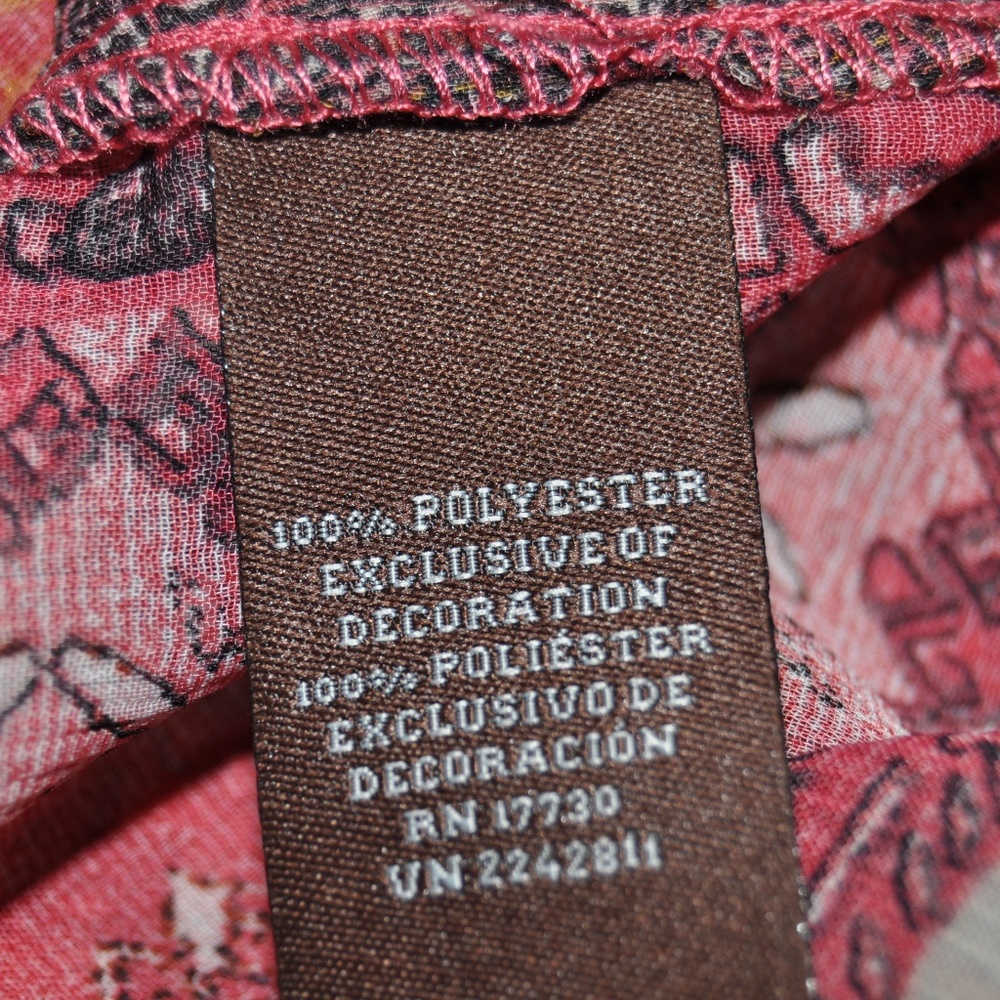 100% POLYESTER
EXCLUSIVE OF
DECORATION
100% POLIÉSTER
EXCLUSIVO DE
DECORACIÓN
RN 17730
UN 2242811